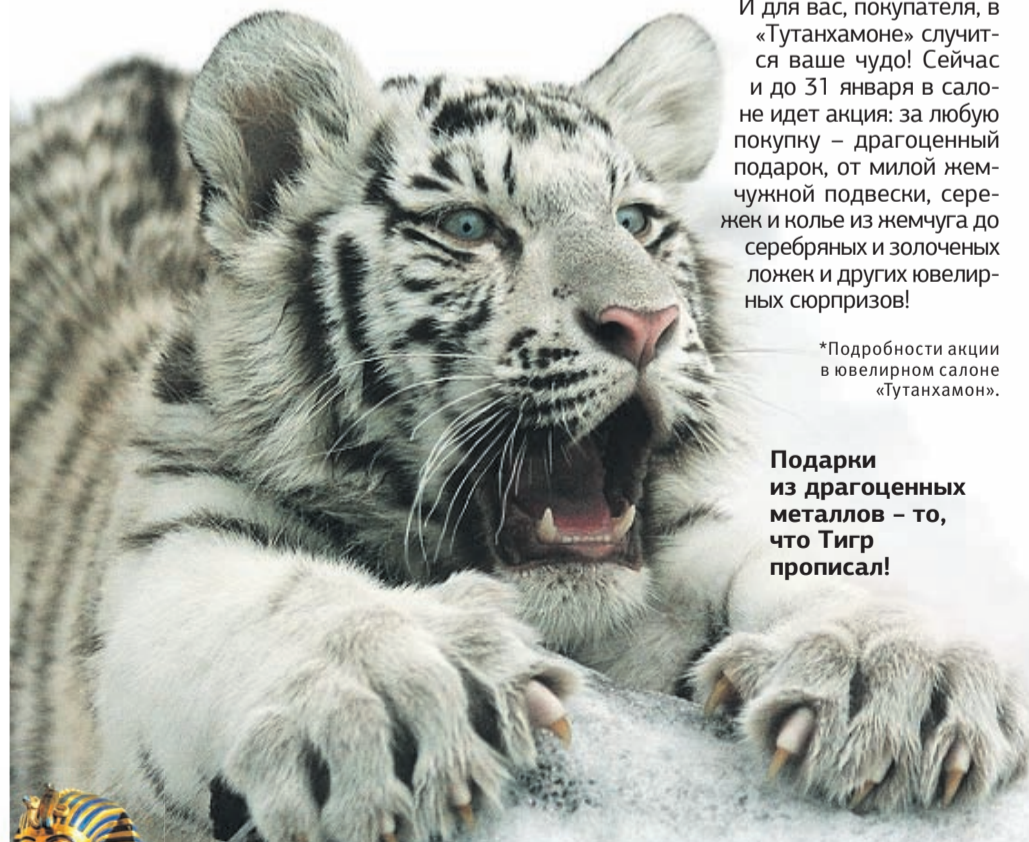 И для вас, покупателя, в
«Тутанхамоне» случит-
ся ваше чудо! Сейчас
и до 31 января в сало-
не идет акция: за любую
покупку – драгоценный
подарок, от милой жем-
чужной подвески, сере-
жек и колье из жемчуга до
серебряных и золоченых
ложек и других ювелир-
ных сюрпризов!
*Подробности акции
в ювелирном салоне
«Тутанхамон».
Подарки
из драгоценных
металлов – то,
что Тигр
прописал!